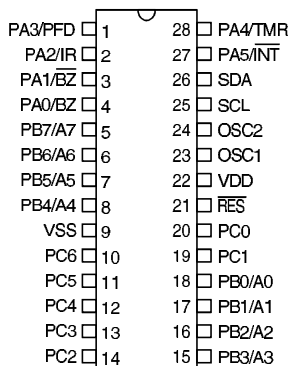 PA3/PFD 1 28 PA4/TMR
PA2/IR 2 27 PA5/INT
PA1/BZ 3 26 SDA
PA0/BZ 4 25 SCL
PB7/A7 5 24 OSC2
PB6/A6 6 23 OSC1
PB5/A5 7 22 VDD
PB4/A4 8 21 RES
VSS 9 20 PC0
PC6 10 19 PC1
PC5 11 18 PB0/A0
PC4 12 17 PB1/A1
PC3 13 16 PB2/A2
PC2 14 15 PB3/A3